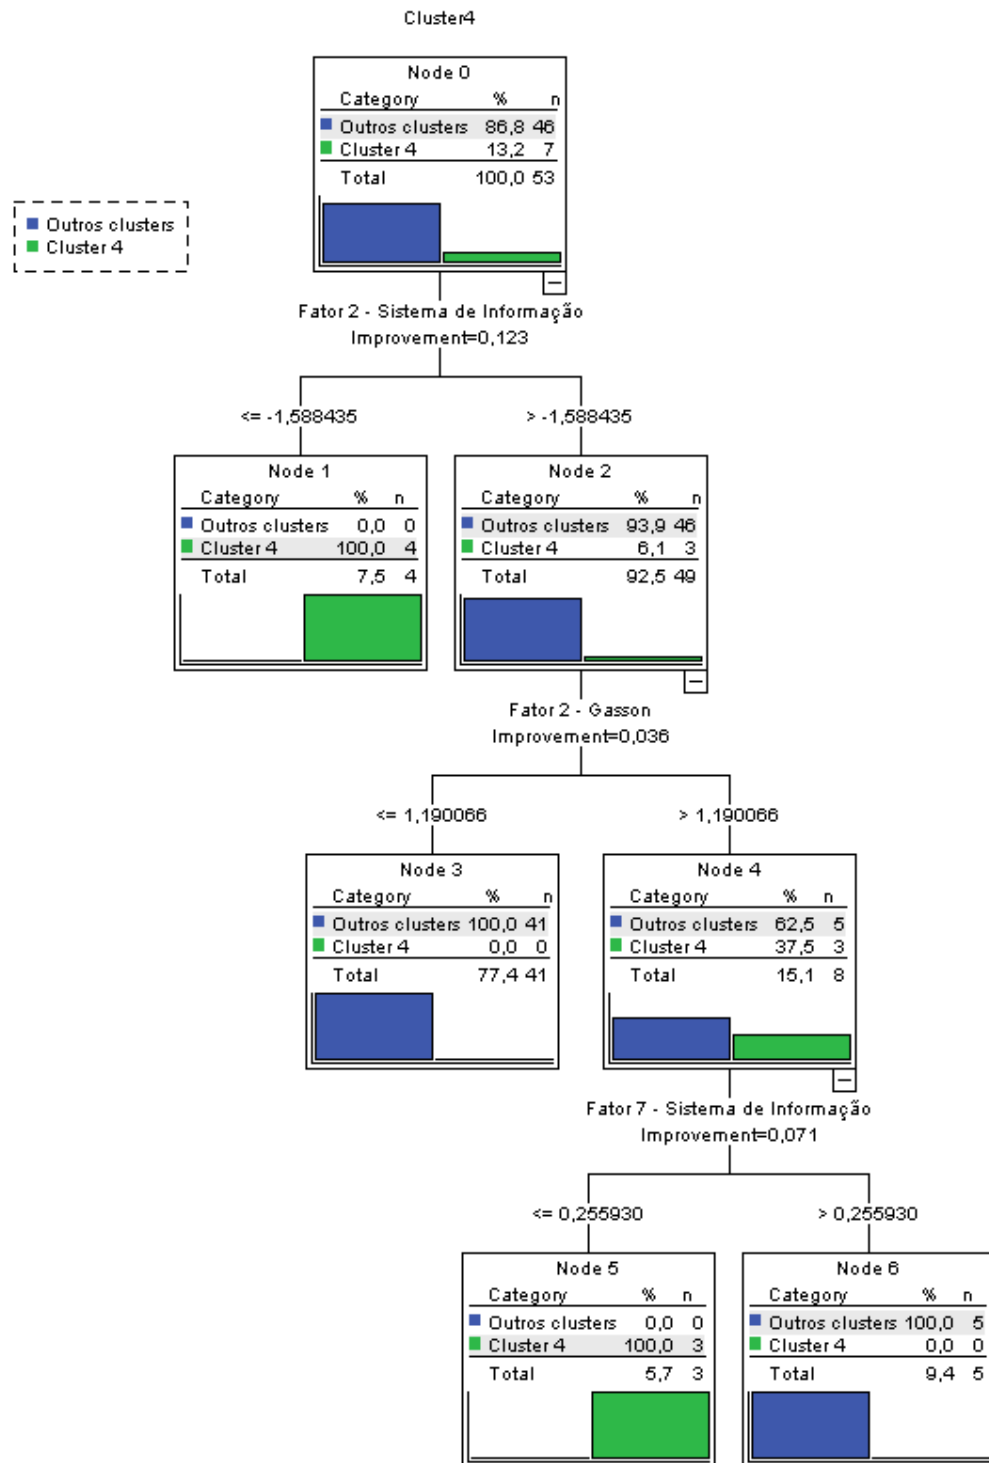 Cluster4
Node 0
Category % n
Outros clusters 86,8 46
Cluster 4 13,2 7
Total 100,0 53
Outros clusters
Cluster 4
Fator 2 - Sistema de Informação
Improvement=0,123
<= -1,588435
> -1,588435
Node 1
Category % n
Outros clusters 0,0 0
Cluster 4 100,0 4
Total 7,5 4
Node 2
Category % n
Outros clusters 93,9 46
Cluster 4 6,1 3
Total 92,5 49
Fator 2 - Gasson
Improvement=0,036
<= 1,190066
> 1,190066
Node 3
Category % n
Outros clusters 100,0 41
Cluster 4 0,0 0
Total 77,4 41
Node 4
Category % n
Outros clusters 62,5 5
Cluster 4 37,5 3
Total 15,1 8
Fator 7 - Sistema de Informação
Improvement=0,071
<= 0,255930
> 0,255930
Node 5
Category % n
Outros clusters 0,0 0
Cluster 4 100,0 3
Total 5,7 3
Node 6
Category % n
Outros clusters 100,0 5
Cluster 4 0,0 0
Total 9,4 5